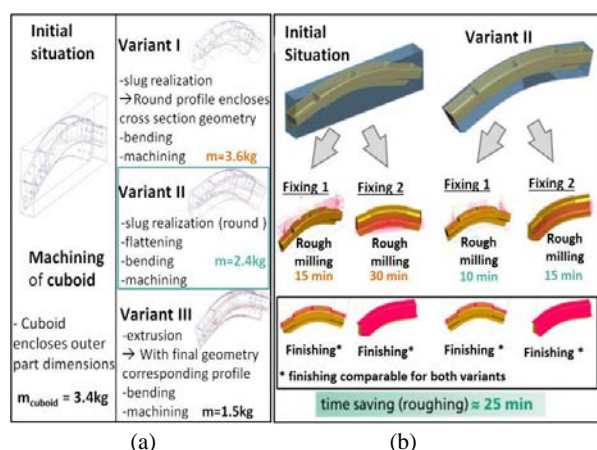 Initial
situation
Machining
of cuboid
- Cuboid
encloses outer
part dimensions
mcuboid = 3.4kg
Variant I
-slug realization
→Round profile encloses
cross section geometry
-bending
-machining m=3.6kg
Variant II
-slug realization (round )
-flattening
-bending m=2.4kg
-machining
Variant III
-extrusion
→ With final geometry
corresponding profile
-bending
-machining m=1.5kg
(a)
Initial
Situation
Variant II
Fixing 1 Fixing 2 Fixing 1 Fixing 2
Rough Rough Rough Rough
milling milling milling milling
15 min 30 min 10 min 15 min
Finishing* Finishing* Finishing * Finishing *
* finishing comparable for both variants
time saving (roughing) ≈ 25 min
(b)